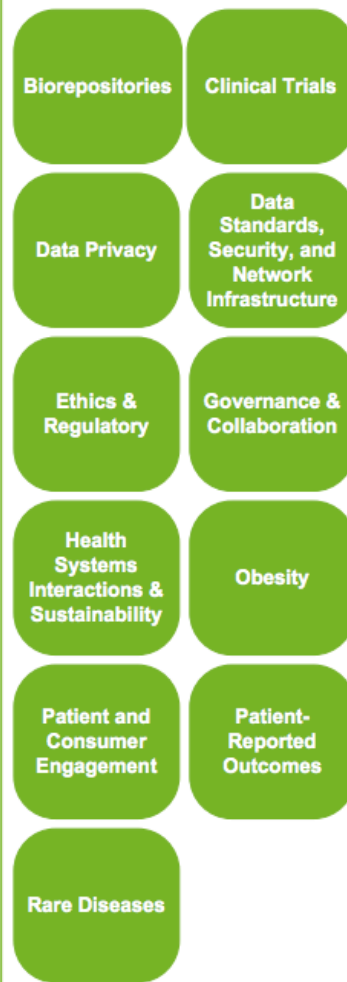 Biorepositories
Clinical Trials
Data Privacy
Data
Standards,
Security, and
Network
Infrastructure
Ethics &
Regulatory
Governance &
Collaboration
Health
Systems
Interactions &
Sustainability
Obesity
Patient and
Consumer
Engagement
Patient-
Reported
Outcomes
Rare Diseases